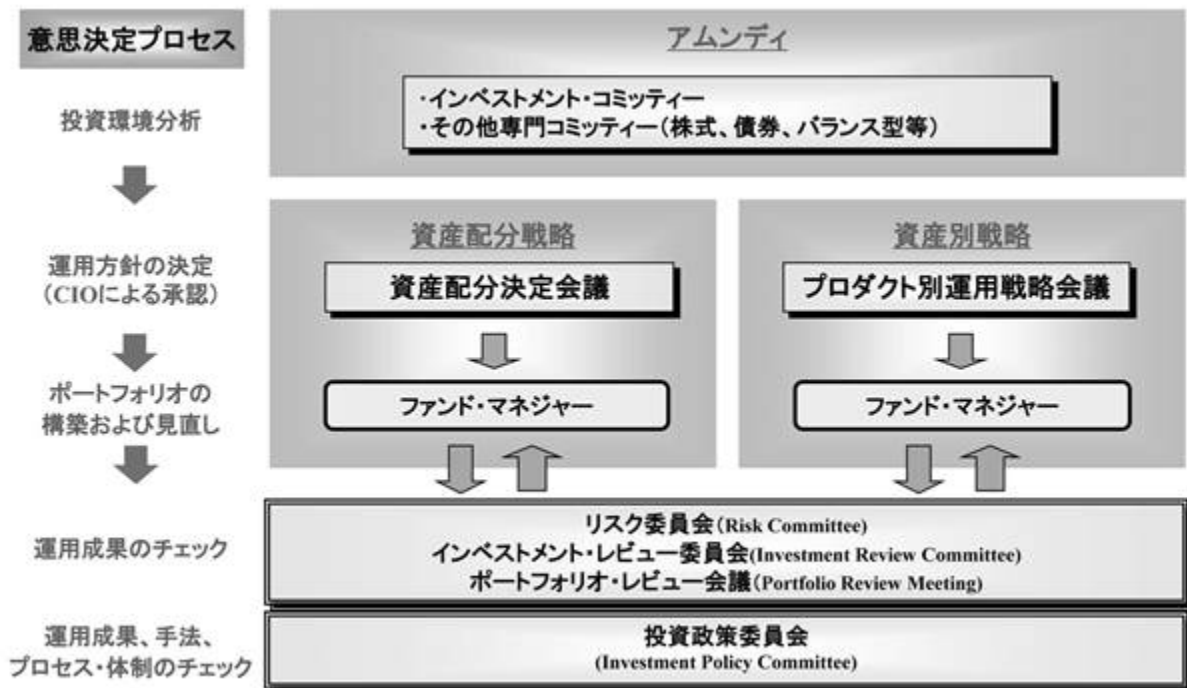 意思決定プロセス
アムンディ
投資環境分析
・インベストメント・コミッティー
・その他専門コミッティー(株式、債券、バランス型等)
運用方針の決定
(CIOによる承認)
資産配分戦略
資産配分決定会議
資産別戦略
プロダクト別運用戦略会議
ポートフォリオの
構築および見直し
ファンド・マネジャー
ファンド・マネジャー
運用成果のチェック
リスク委員会(Risk Committee)
インベストメント・レビュー委員会(Investment Review Committee)
ポートフォリオ・レビュー会議(Portfolio Review Meeting)
運用成果、手法、
プロセス・体制のチェック
投資政策委員会
(Investment Policy Committee)